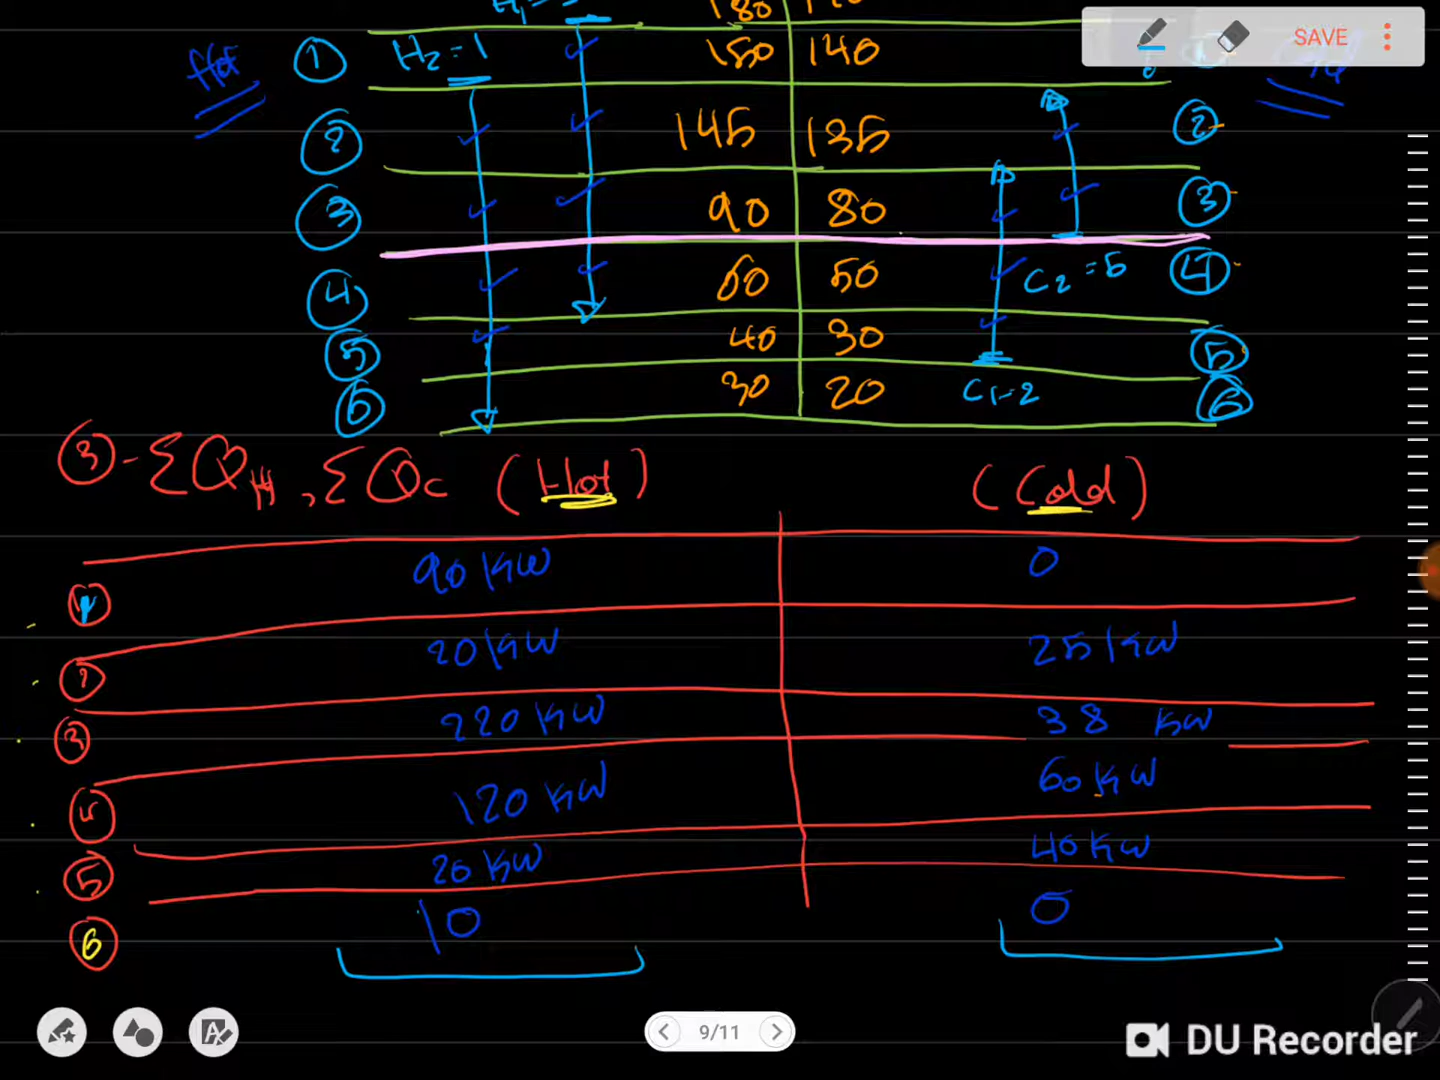 180
SAVE
Hot ① H₂=1 150 140
② 145 135 ②
③ 90 80 ③
④ 60 50 C₂=5 ④
⑤ 40 30 ⑤
⑥ 30 20 C₁=2 ⑥
③-ΣQH, ΣQc (Hot) (Cold)
① 90 KW 0
② 20 KW 25 KW
③ 220 KW 38 KW
④ 120 KW 60 KW
⑤ 20 KW 40 KW
⑥ 10 0
9/11
DU Recorder